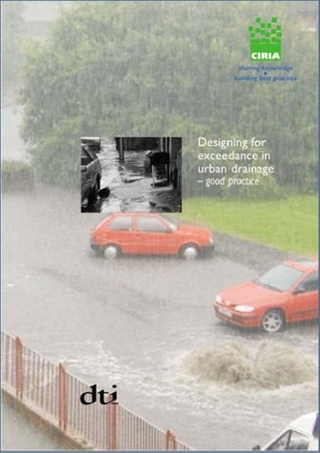 CIRIA
sharing knowledge
building best practice
Designing for
exceedance in
urban drainage
– good practice
dti